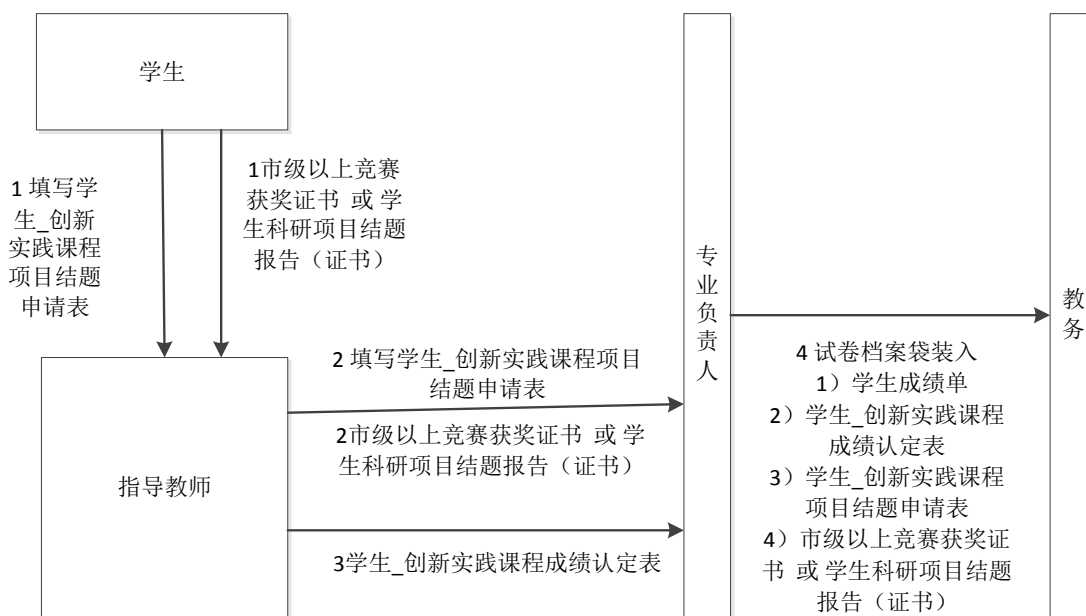 学生
1 填写学
生_创新
实践课程
项目结题
申请表
1市级以上竞赛
获奖证书 或 学
生科研项目结题
报告（证书）
指导教师
2 填写学生_创新实践课程项目
结题申请表
2市级以上竞赛获奖证书 或 学
生科研项目结题报告（证书）
3学生_创新实践课程成绩认定表
专
业
负
责
人
4 试卷档案袋装入
1）学生成绩单
2）学生_创新实践课程
成绩认定表
3）学生_创新实践课程
项目结题申请表
4）市级以上竞赛获奖证
书 或 学生科研项目结题
报告（证书）
教
务